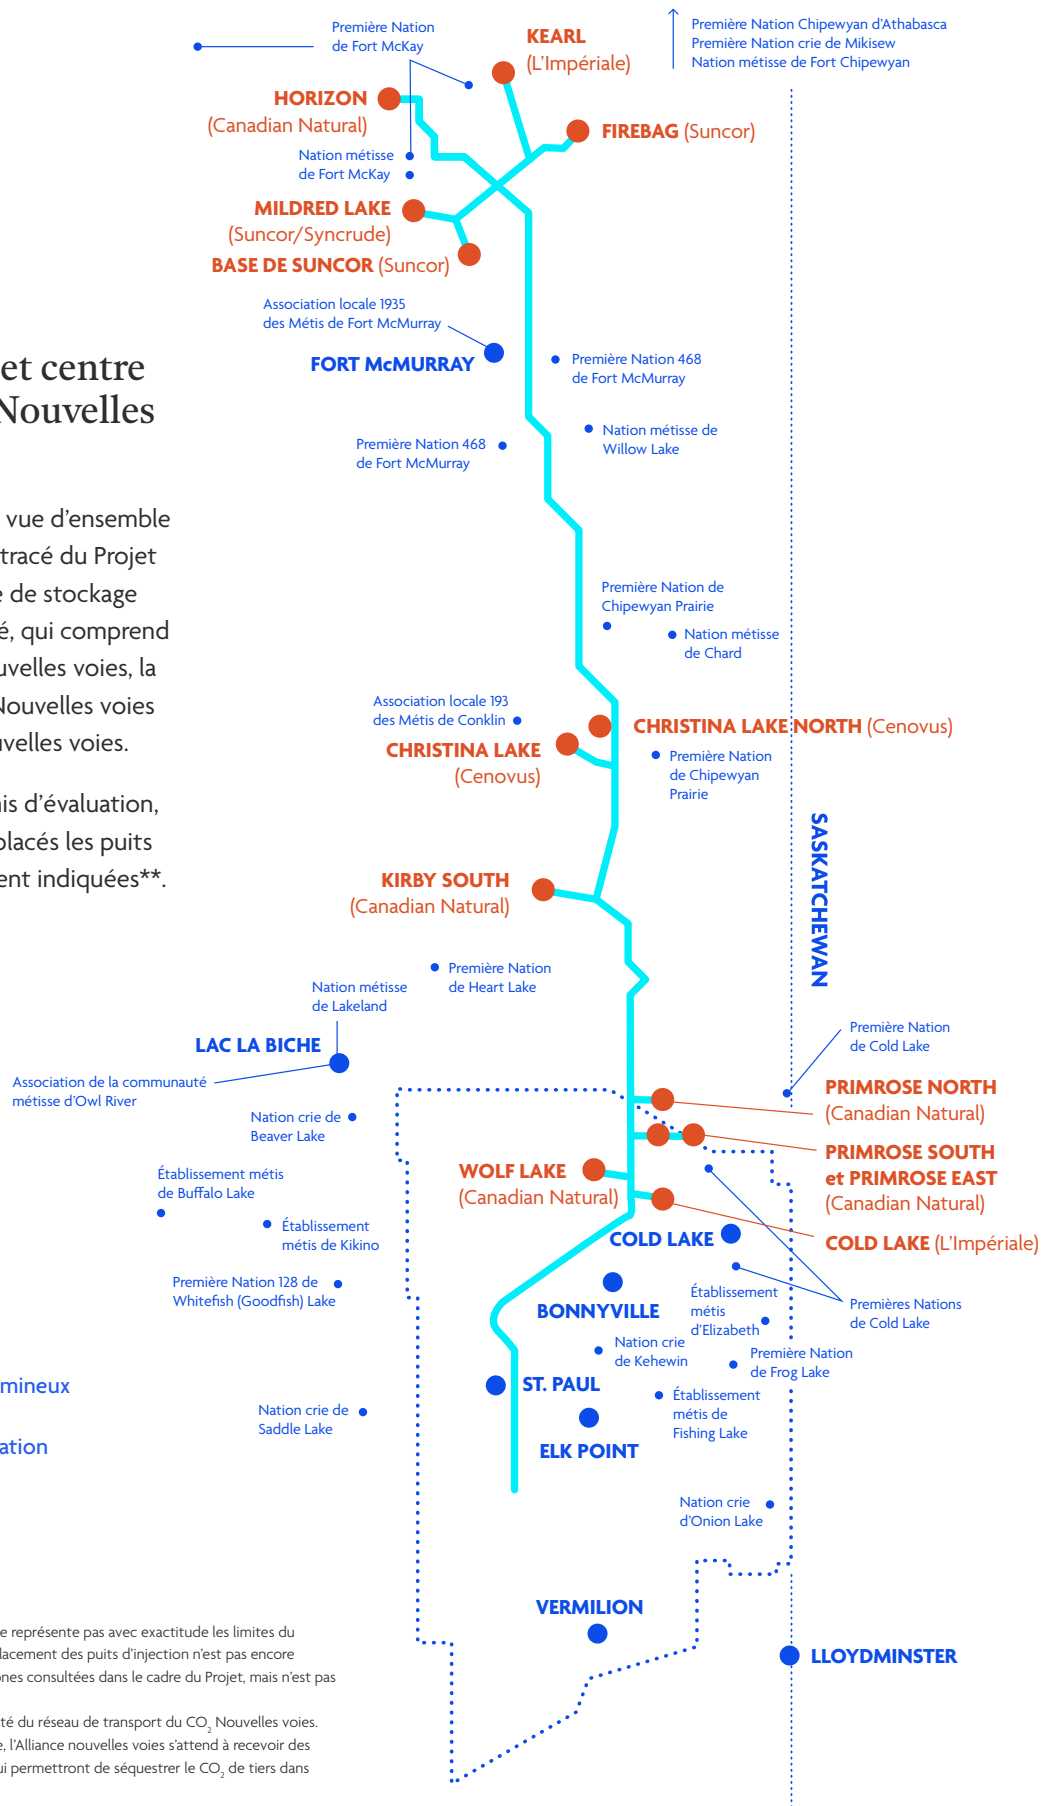 Première Nation
de Fort McKay
KEARL
(L'Impériale)
Première Nation Chipewyan d'Athabasca
Première Nation crie de Mikisew
Nation métisse de Fort Chipewyan
HORIZON
(Canadian Natural)
FIREBAG (Suncor)
Nation métisse
de Fort McKay
MILDRED LAKE
(Suncor/Syncrude)
BASE DE SUNCOR (Suncor)
Association locale 1935
des Métis de Fort McMurray
FORT McMURRAY
Première Nation 468
de Fort McMurray
et centre
Nouvelles
Nation métisse de
Willow Lake
Première Nation 468
de Fort McMurray
vue d'ensemble
tracé du Projet
e de stockage
é, qui comprend
uvelles voies, la
Nouvelles voies
uvelles voies.
Première Nation de
Chipewyan Prairie
Nation métisse
de Chard
Association locale 193
des Métis de Conklin
CHRISTINA LAKE NORTH (Cenovus)
CHRISTINA LAKE
(Cenovus)
Première Nation
de Chipewyan
Prairie
is d'évaluation,
placés les puits
ent indiquées**.
SASKATCHEWAN
KIRBY SOUTH
(Canadian Natural)
Première Nation
de Heart Lake
Nation métisse
de Lakeland
LAC LA BICHE
Première Nation
de Cold Lake
Association de la communauté
métisse d'Owl River
PRIMROSE NORTH
(Canadian Natural)
Nation crie de
Beaver Lake
PRIMROSE SOUTH
et PRIMROSE EAST
(Canadian Natural)
WOLF LAKE
(Canadian Natural)
Établissement métis
de Buffalo Lake
Établissement
métis de Kikino
COLD LAKE
COLD LAKE (L'Impériale)
Première Nation 128 de
Whitefish (Goodfish) Lake
BONNYVILLE
Établissement
métis
d'Elizabeth
Premières Nations
de Cold Lake
Nation crie
de Kehewin
Première Nation
de Frog Lake
mineux
ST. PAUL
Établissement
métis de
Fishing Lake
Nation crie de
Saddle Lake
ation
ELK POINT
Nation crie
d'Onion Lake
VERMILION
LLOYDMINSTER
e représente pas avec exactitude les limites du
lacement des puits d'injection n'est pas encore
ones consultées dans le cadre du Projet, mais n'est pas
té du réseau de transport du CO2 Nouvelles voies.
e, l'Alliance nouvelles voies s'attend à recevoir des
ui permettront de séquestrer le CO2 de tiers dans